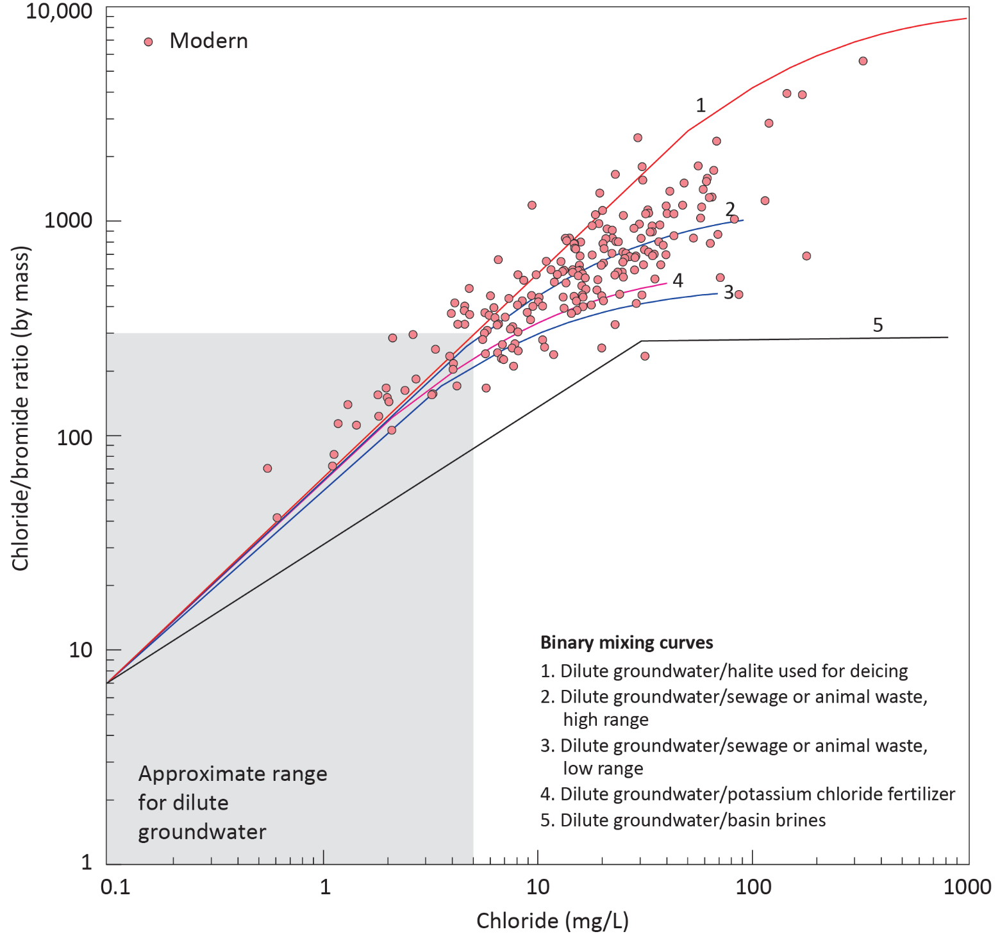 10,000
Modern
1
1000
2
4
3
5
Chloride/bromide ratio (by mass)
100
10
Binary mixing curves
1. Dilute groundwater/halite used for deicing
2. Dilute groundwater/sewage or animal waste,
high range
3. Dilute groundwater/sewage or animal waste,
low range
4. Dilute groundwater/potassium chloride fertilizer
5. Dilute groundwater/basin brines
Approximate range
for dilute
groundwater
1
0.1 1 10 100 1000
Chloride (mg/L)